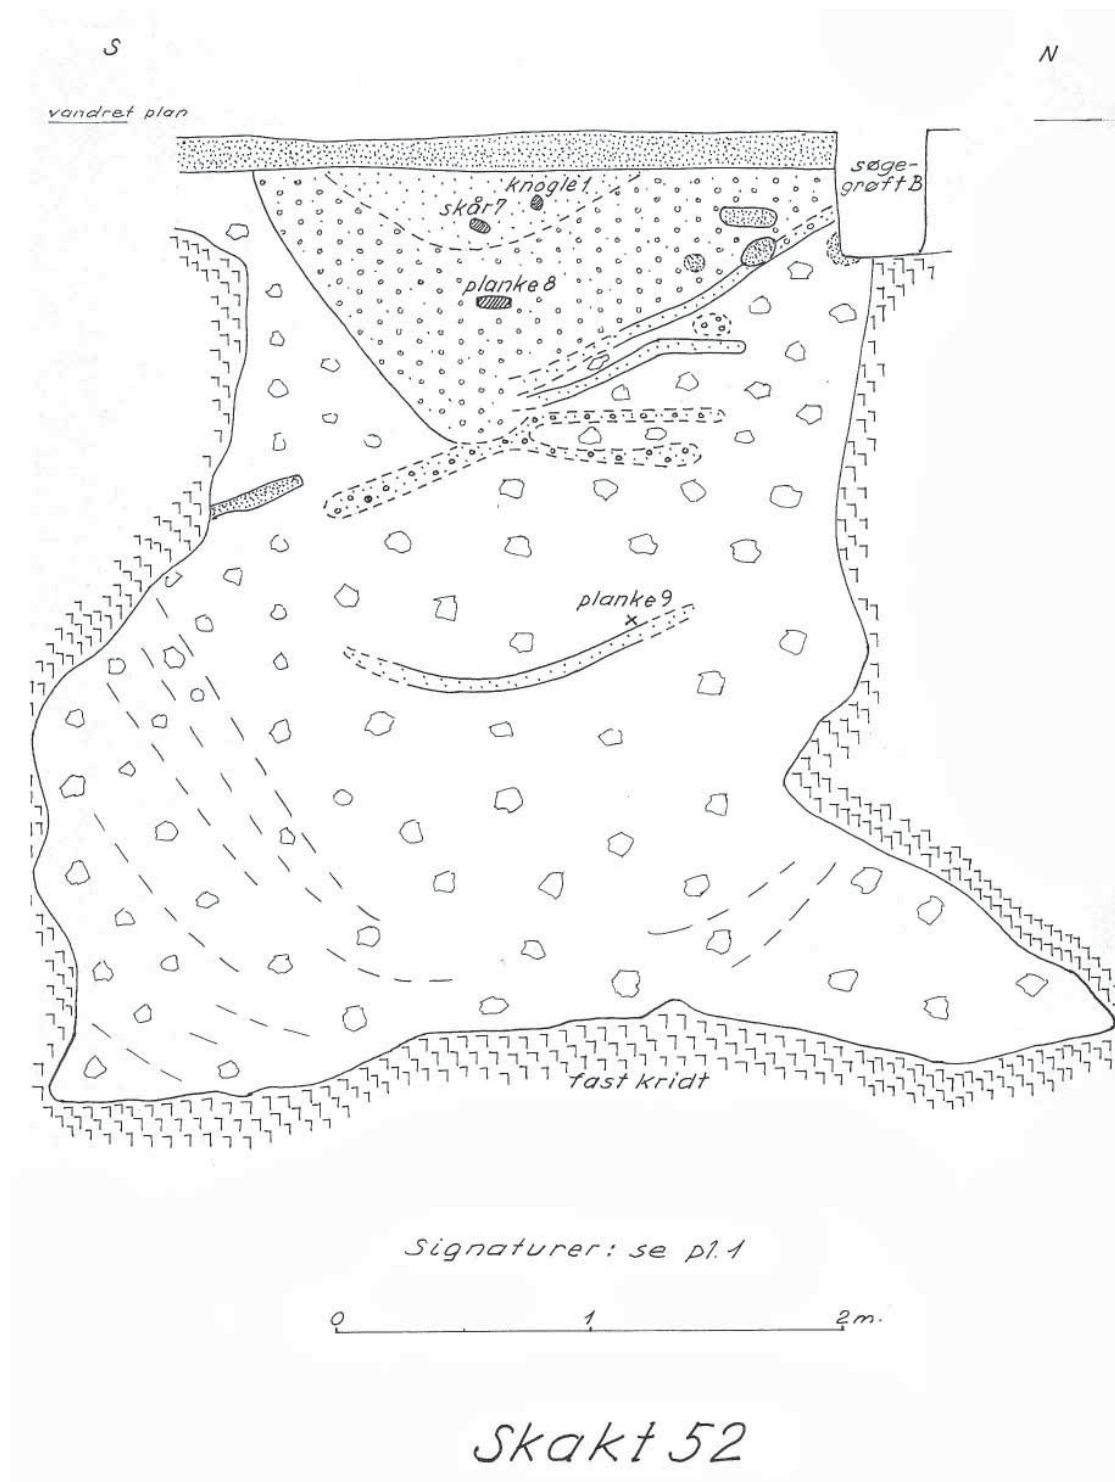 S
N
vandret plan
søge-
grøft B
knogle 1
skår 7
planke 8
planke 9
fast kridt
Signaturer: se pl. 1
0 1 2 m.
Skakt 52